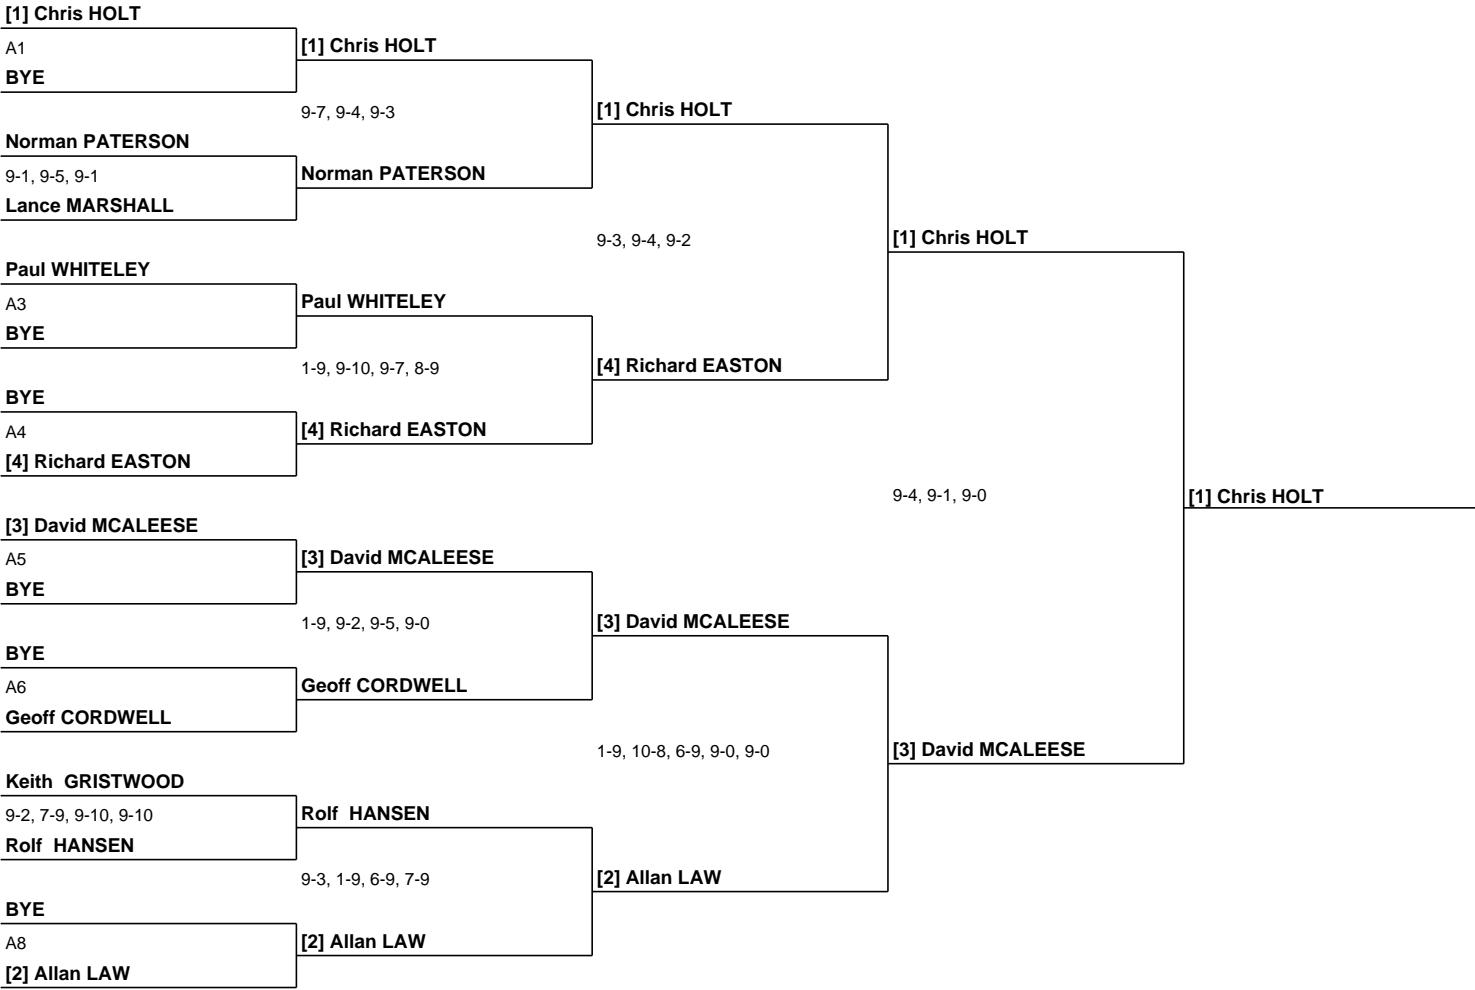 [1] Chris HOLT
A1
BYE
[1] Chris HOLT
9-7, 9-4, 9-3
[1] Chris HOLT
Norman PATERSON
9-1, 9-5, 9-1
Lance MARSHALL
Norman PATERSON
9-3, 9-4, 9-2
[1] Chris HOLT
Paul WHITELEY
A3
BYE
Paul WHITELEY
1-9, 9-10, 9-7, 8-9
[4] Richard EASTON
BYE
A4
[4] Richard EASTON
[4] Richard EASTON
9-4, 9-1, 9-0
[1] Chris HOLT
[3] David MCALEESE
A5
BYE
[3] David MCALEESE
1-9, 9-2, 9-5, 9-0
[3] David MCALEESE
BYE
A6
Geoff CORDWELL
Geoff CORDWELL
1-9, 10-8, 6-9, 9-0, 9-0
[3] David MCALEESE
Keith GRISTWOOD
9-2, 7-9, 9-10, 9-10
Rolf HANSEN
Rolf HANSEN
9-3, 1-9, 6-9, 7-9
[2] Allan LAW
BYE
A8
[2] Allan LAW
[2] Allan LAW